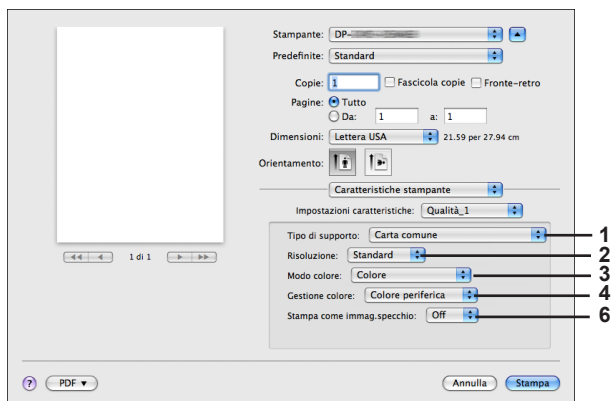 Stampante: DP-
Predefinite: Standard
Copie: 1 Fascicola copie Fronte-retro
Pagine: Tutto
Da: 1 a: 1
Dimensioni: Lettera USA 21.59 per 27.94 cm
Orientamento:
Caratteristiche stampante
Impostazioni caratteristiche: Qualità_1
Tipo di supporto: Carta comune 1
Risoluzione: Standard 2
Modo colore: Colore 3
Gestione colore: Colore periferica 4
Stampa come immag.specchio: Off 6
1 di 1
? PDF ▼ Annulla Stampa